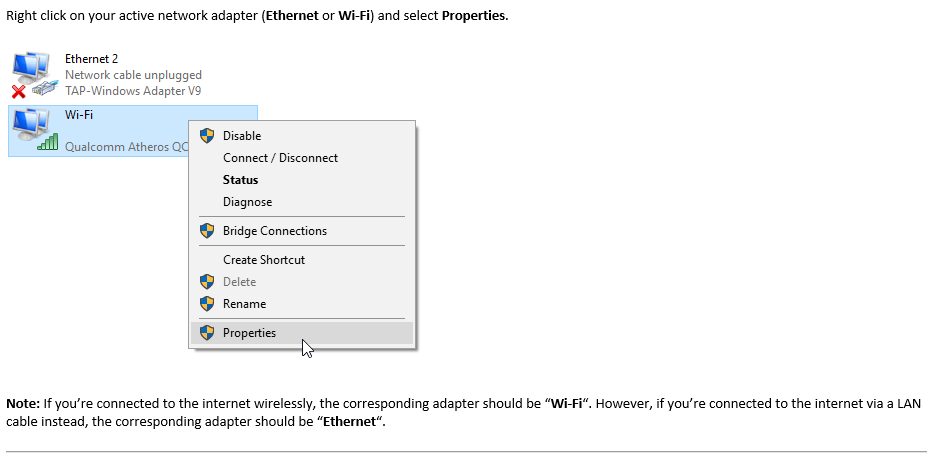 Right click on your active network adapter (Ethernet or Wi-Fi) and select Properties.
Ethernet 2
Network cable unplugged
TAP-Windows Adapter V9
Wi-Fi
Qualcomm Atheros QC
Disable
Connect / Disconnect
Status
Diagnose
Bridge Connections
Create Shortcut
Delete
Rename
Properties
Note: If you’re connected to the internet wirelessly, the corresponding adapter should be “Wi-Fi“. However, if you’re connected to the internet via a LAN
cable instead, the corresponding adapter should be “Ethernet“.